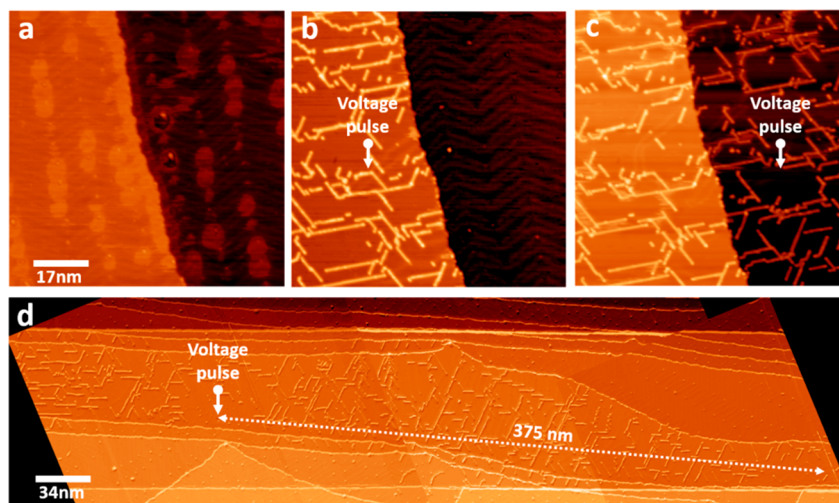 a
b
c
Voltage
pulse
Voltage
pulse
17nm
d
Voltage
pulse
375 nm
34nm